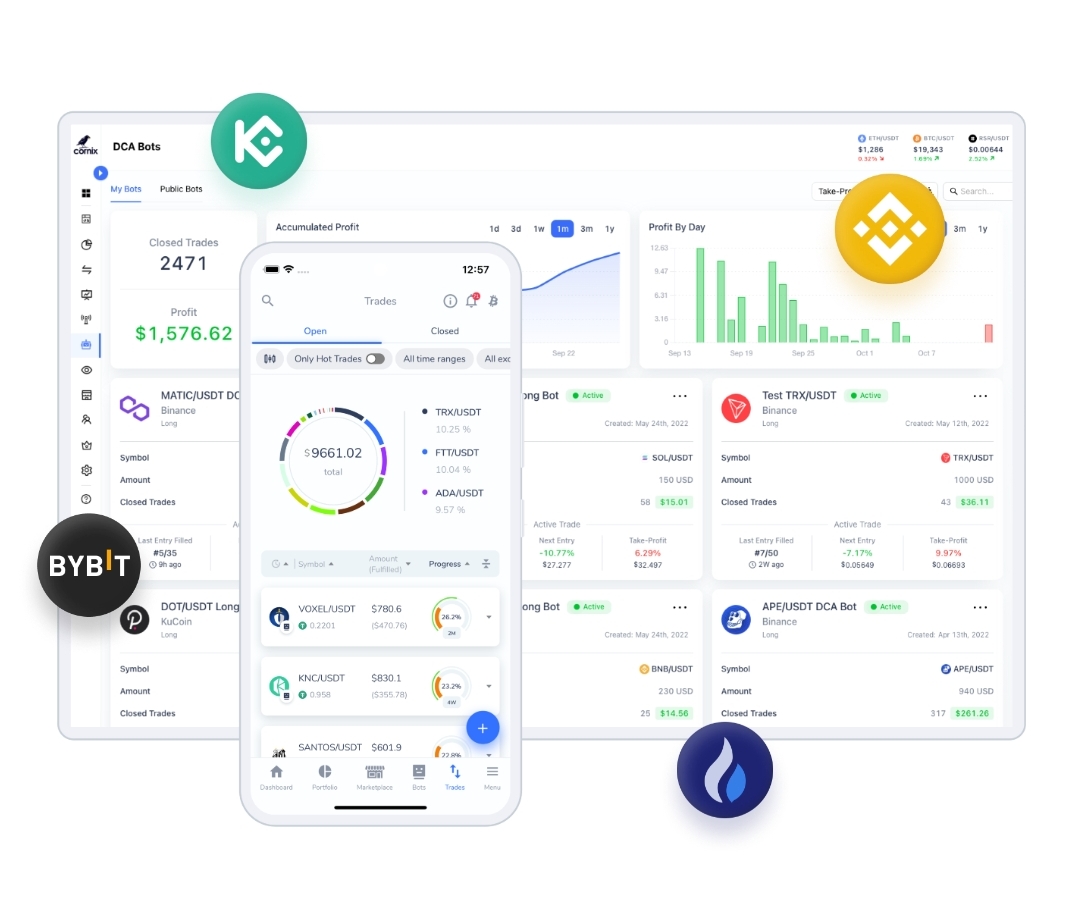 cornix
DCA Bots
ETH/USDT
$1,286
0.32%
BTC/USDT
$19,343
1.69%
RSR/USDT
$0.00644
2.52%
My Bots
Public Bots
Search...
Closed Trades
2471
Profit
$1,576.62
Accumulated Profit
1d 3d 1w 1m 3m 1y
Sep 22
Profit By Day
3m 1y
12.63
9.47
6.31
3.16
0
Sep 13 Sep 19 Sep 25 Oct 1 Oct 7
MATIC/USDT
Binance
Long
Symbol
Amount
Closed Trades
Last Entry Filled
#5/35
9h ago
Bot
Active
Created: May 24th, 2022
SOL/USDT
150 USD
58 $15.01
Active Trade
Next Entry
-10.77%
$27.277
Take-Profit
6.29%
$32.497
Test TRX/USDT
Active
Binance
Long
Created: May 12th, 2022
Symbol TRX/USDT
Amount 1000 USD
Closed Trades 43 $36.11
Active Trade
Last Entry Filled
#7/50
2W ago
Next Entry
-7.17%
$0.05649
Take-Profit
9.97%
$0.06693
DOT/USDT Long
KuCoin
Long
Symbol
Amount
Closed Trades
Bot
Active
Created: May 24th, 2022
BNB/USDT
230 USD
25 $14.56
APE/USDT DCA Bot
Active
Binance
Long
Created: Apr 13th, 2022
Symbol APE/USDT
Amount 940 USD
Closed Trades 317 $261.26
BYBIT
12:57
Trades
Open
Closed
Only Hot Trades
All time ranges
All
$9661.02
total
TRX/USDT
10.25 %
FTT/USDT
10.04 %
ADA/USDT
9.57 %
Symbol
Amount
(Fulfilled)
Progress
VOXEL/USDT $780.6
0.2201 ($470.76)
26.2%
2M
KNC/USDT $830.1
0.958 ($355.78)
23.2%
4W
SANTOS/USDT $601.9
22.8%
+
Dashboard
Portfolio
Marketplace
Bots
Trades
Menu